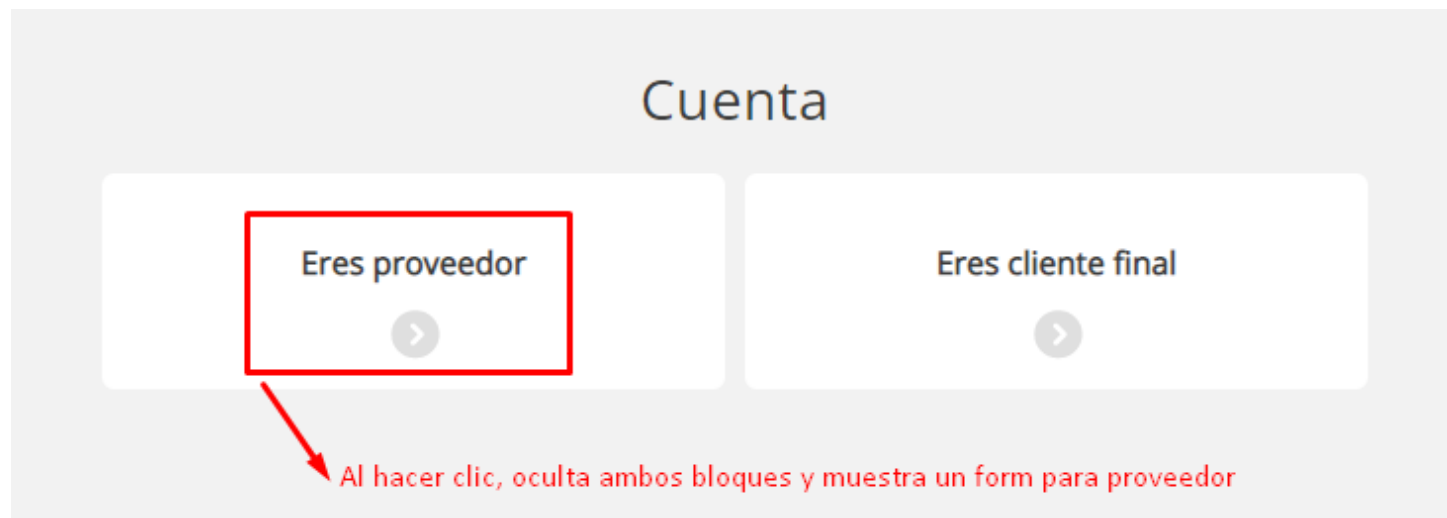 Cuenta
Eres proveedor
Eres cliente final
Al hacer clic, oculta ambos bloques y muestra un form para proveedor